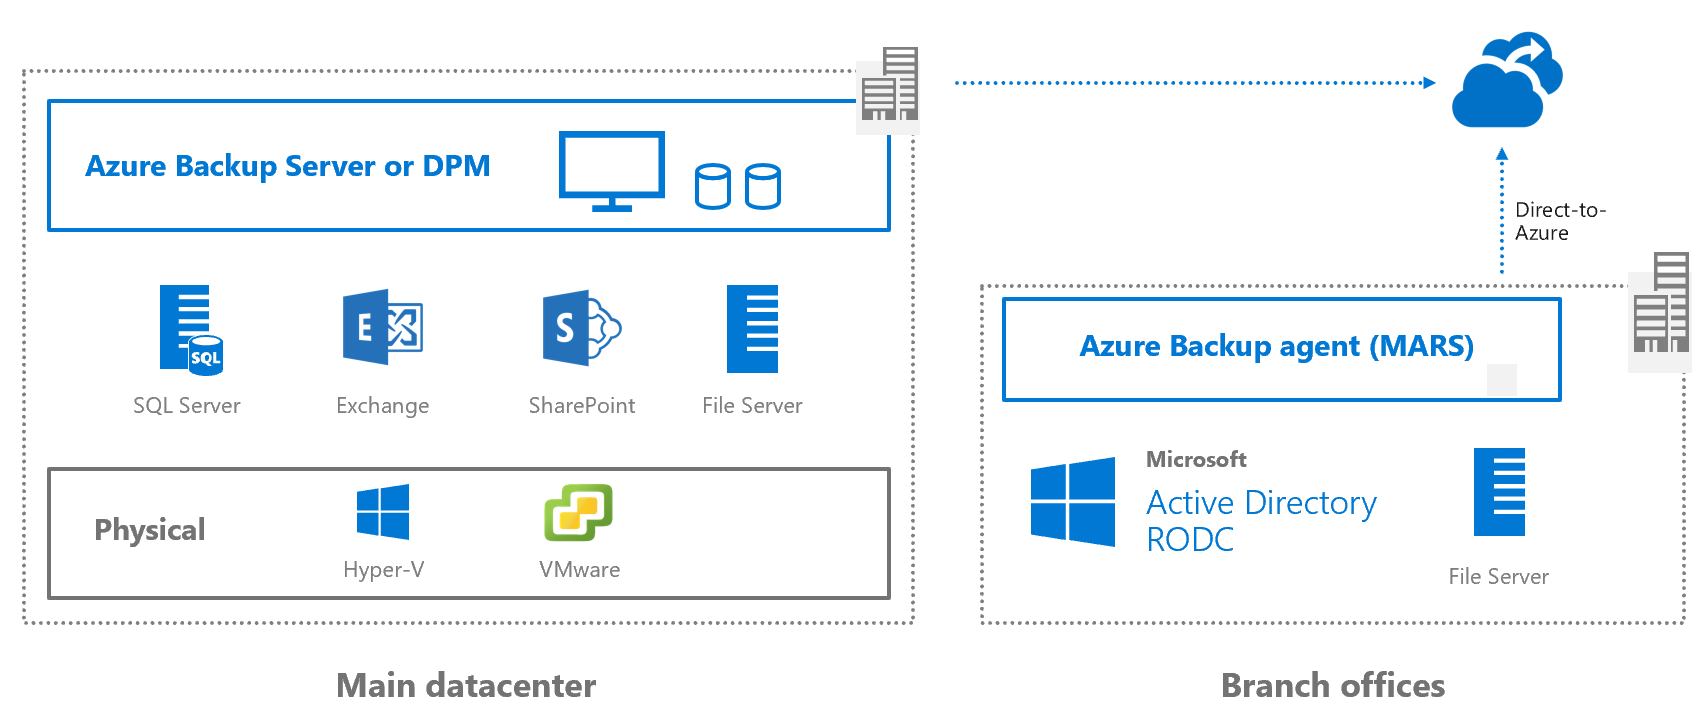 Azure Backup Server or DPM
SQL
E
S
SQL Server
Exchange
SharePoint
File Server
Physical
Hyper-V
VMware
Main datacenter
Direct-to-
Azure
Azure Backup agent (MARS)
Microsoft
Active Directory
RODC
File Server
Branch offices